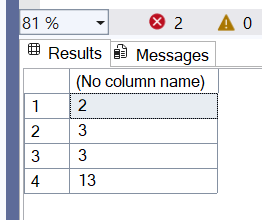 81 % 2 0
Results Messages
(No column name)
1 2
2 3
3 3
4 13